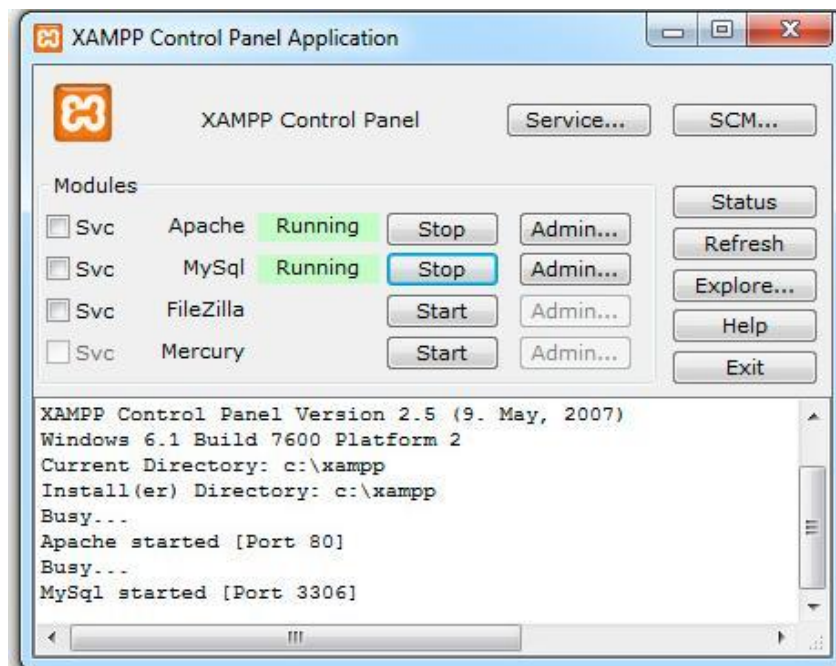 XAMPP Control Panel Application
XAMPP Control Panel Service... SCM...
Modules
Status
Svc Apache Running Stop Admin...
Refresh
Svc MySql Running Stop Admin...
Explore...
Svc FileZilla Start Admin...
Help
Svc Mercury Start Admin...
Exit
XAMPP Control Panel Version 2.5 (9. May, 2007)
Windows 6.1 Build 7600 Platform 2
Current Directory: c:\xampp
Install(er) Directory: c:\xampp
Busy...
Apache started [Port 80]
Busy...
MySql started [Port 3306]